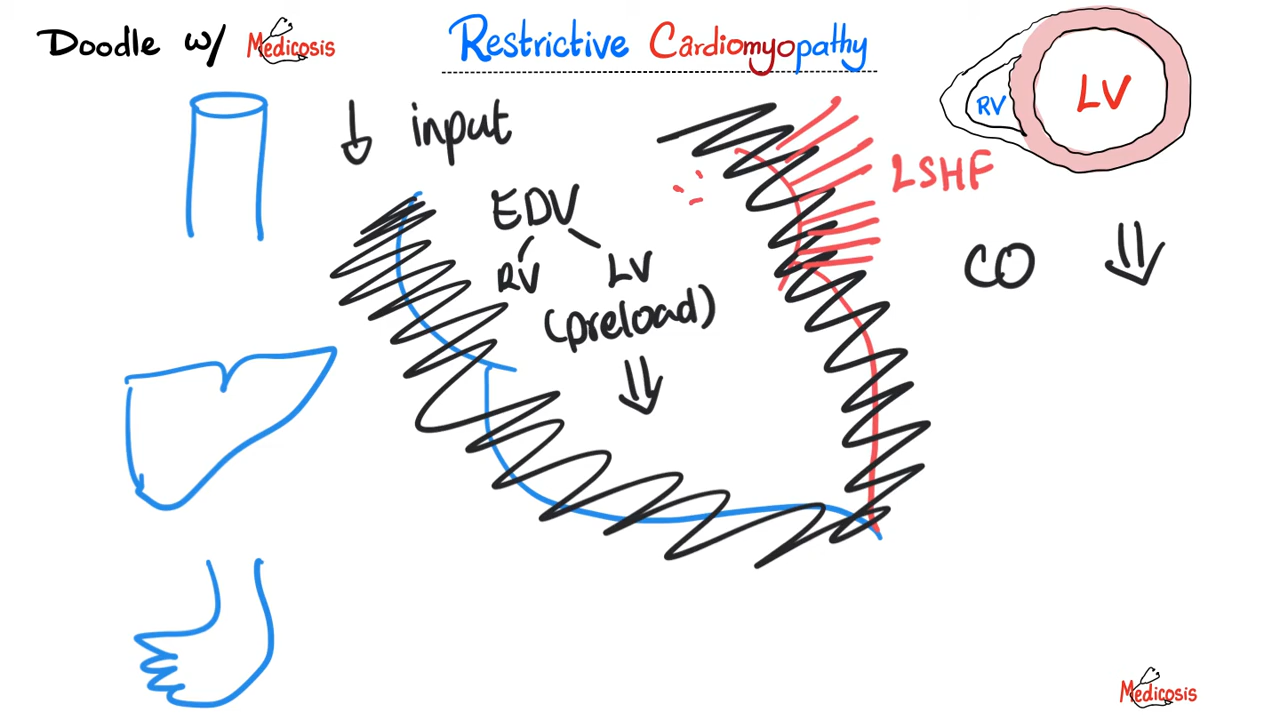 Doodle w/ Medicosis
Restrictive Cardiomyopathy
RV
LV
↓ input
EDV
RV LV
(preload)
⇓
LSHF
CO ⇓
Medicosis